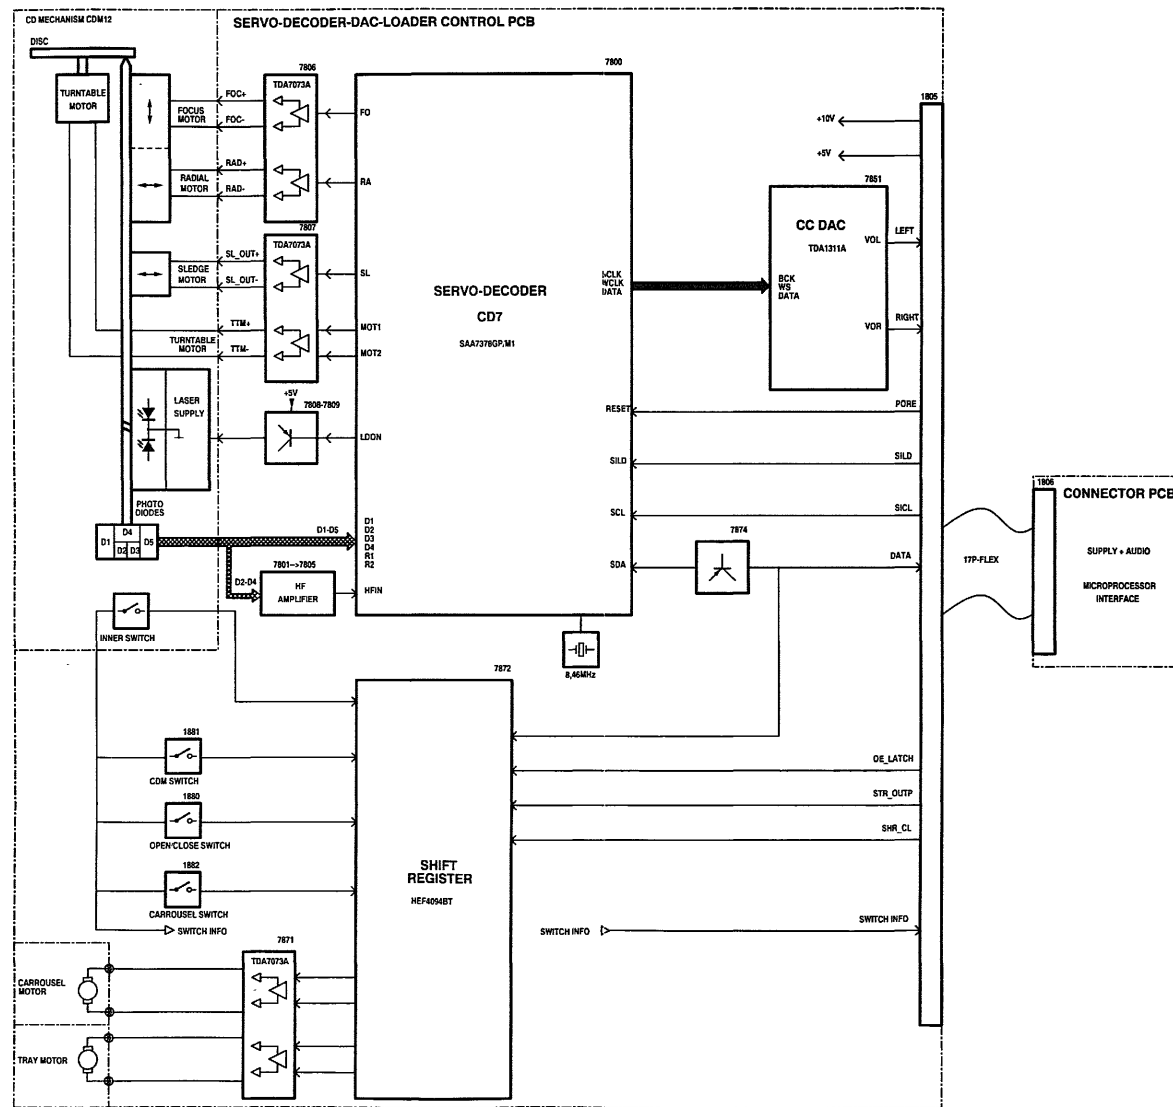 CD MECHANISM CDM12
SERVO-DECODER-DAC-LOADER CONTROL PCB
DISC
TURNTABLE
MOTOR
FOCUS
MOTOR
FOC+
FOC-
RADIAL
MOTOR
RAD+
RAD-
7806
TDA7073A
FO
RA
7807
TDA7073A
SLEDGE
MOTOR
SL_OUT+
SL_OUT-
SL
TTM+
TURNTABLE
MOTOR
TTM-
MOT1
MOT2
LASER
SUPPLY
+5V
7808-7809
LDON
PHOTO
DIODES
D1
D4
D2
D3
D5
D1-D5
D2-D4
7801-->7805
HF
AMPLIFIER
D1
D2
D3
D4
R1
R2
HFIN
7800
SERVO-DECODER
CD7
SAA7378GP/M1
SCLK
WCLK
DATA
RESET
SILD
SCL
SDA
8,46MHz
7851
CC DAC
TDA1311A
BCK
WS
DATA
VOL
VOR
1805
+10V
+5V
LEFT
RIGHT
PORE
SILD
SICL
7874
DATA
17P-FLEX
1806
CONNECTOR PCB
SUPPLY + AUDIO
MICROPROCESSOR
INTERFACE
INNER SWITCH
7872
SHIFT
REGISTER
HEF4094BT
1881
CDM SWITCH
1880
OPEN/CLOSE SWITCH
1882
CARROUSEL SWITCH
SWITCH INFO
OE_LATCH
STR_OUTP
SHR_CL
SWITCH INFO
SWITCH INFO
7871
TDA7073A
CARROUSEL
MOTOR
TRAY MOTOR